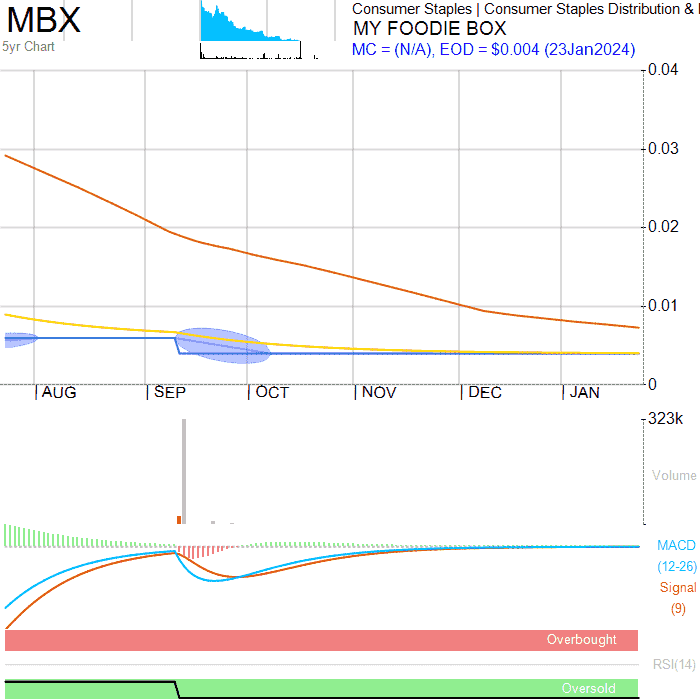 MBX
5yr Chart
Consumer Staples | Consumer Staples Distribution &
MY FOODIE BOX
MC = (N/A), EOD = $0.004 (23Jan2024)
0.04
0.03
0.02
0.01
0
AUG
SEP
OCT
NOV
DEC
JAN
323k
Volume
MACD
(12-26)
Signal
(9)
Overbought
RSI(14)
Oversold